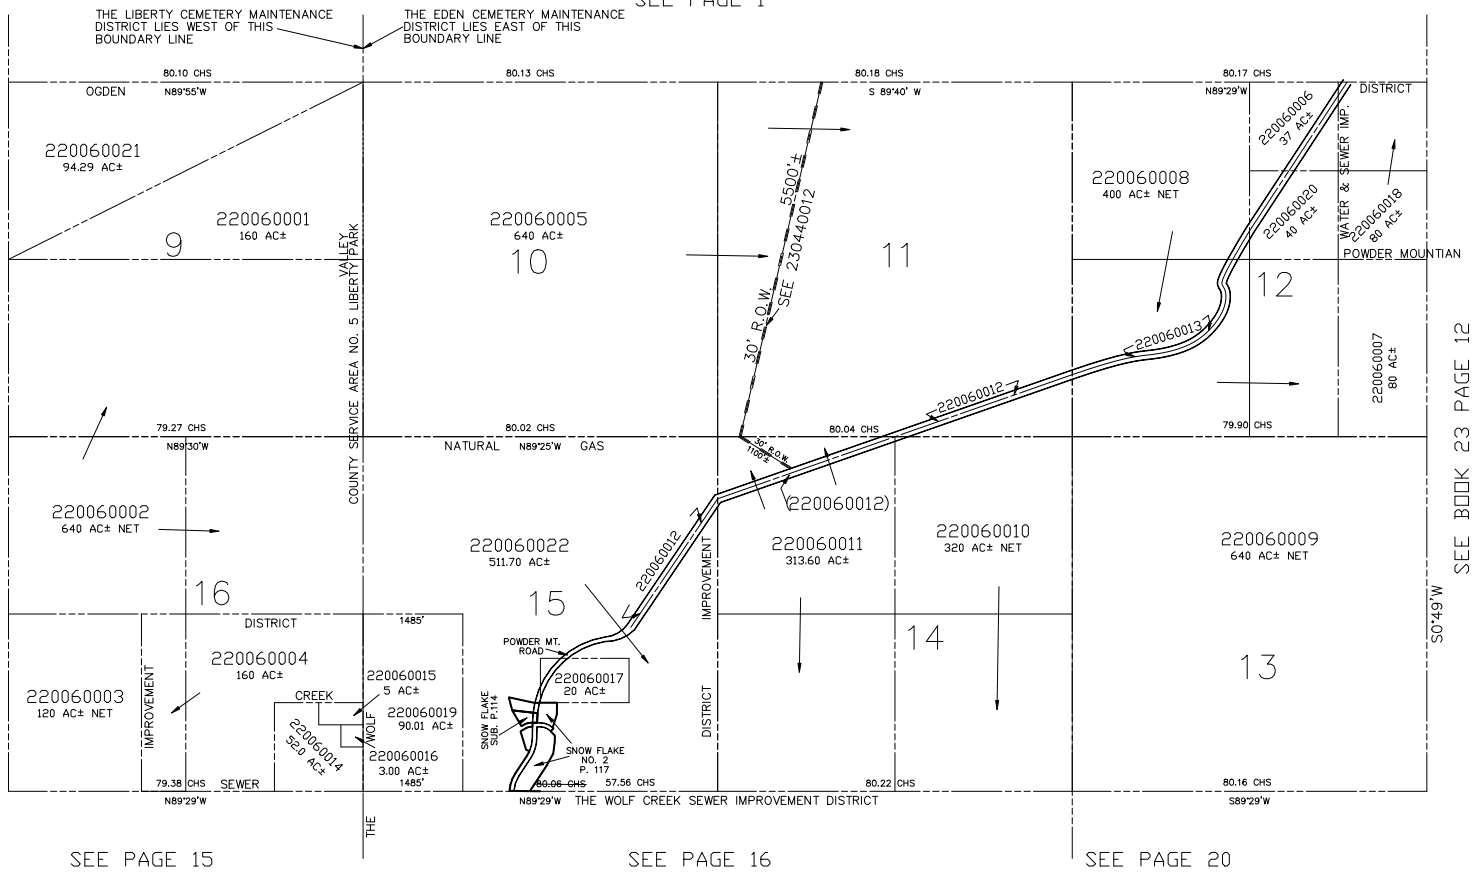 SEE PAGE 1
THE LIBERTY CEMETERY MAINTENANCE
DISTRICT LIES WEST OF THIS
BOUNDARY LINE
THE EDEN CEMETERY MAINTENANCE
DISTRICT LIES EAST OF THIS
BOUNDARY LINE
80.10 CHS
80.13 CHS
80.18 CHS
80.17 CHS
OGDEN
N89°55'W
S 89°40' W
N89°29'W
DISTRICT
220060021
94.29 AC±
220060001
160 AC±
9
220060005
640 AC±
10
5500'±
30' R.O.W.
SEE 230440012
11
220060008
400 AC± NET
220060006
37 AC±
220060020
40 AC±
WATER & SEWER IMP.
220060018
80 AC±
POWDER MOUNTIAN
12
220060007
80 AC±
VALLEY
COUNTY SERVICE AREA NO. 5 LIBERTY PARK
220060013
220060012
79.27 CHS
N89°30'W
80.02 CHS
NATURAL N89°25'W GAS
80.04 CHS
79.90 CHS
30' R.O.W.
1100'±
(220060012)
220060002
640 AC± NET
16
220060022
511.70 AC±
15
220060012
IMPROVEMENT
220060011
313.60 AC±
220060010
320 AC± NET
14
220060009
640 AC± NET
13
SEE BOOK 23 PAGE 12
S0°49'W
DISTRICT
1485'
POWDER MT.
ROAD
220060003
120 AC± NET
IMPROVEMENT
220060004
160 AC±
CREEK
220060015
5 AC±
220060019
90.01 AC±
WOLF
220060014
52.0 AC±
220060016
3.00 AC±
220060017
20 AC±
SNOW FLAKE
SUB. P.114
SNOW FLAKE
NO. 2
P. 117
DISTRICT
79.38 CHS
SEWER
1485'
80.06 CHS
57.56 CHS
80.22 CHS
80.16 CHS
N89°29'W
N89°29'W
THE WOLF CREEK SEWER IMPROVEMENT DISTRICT
S89°29'W
THE
SEE PAGE 15
SEE PAGE 16
SEE PAGE 20